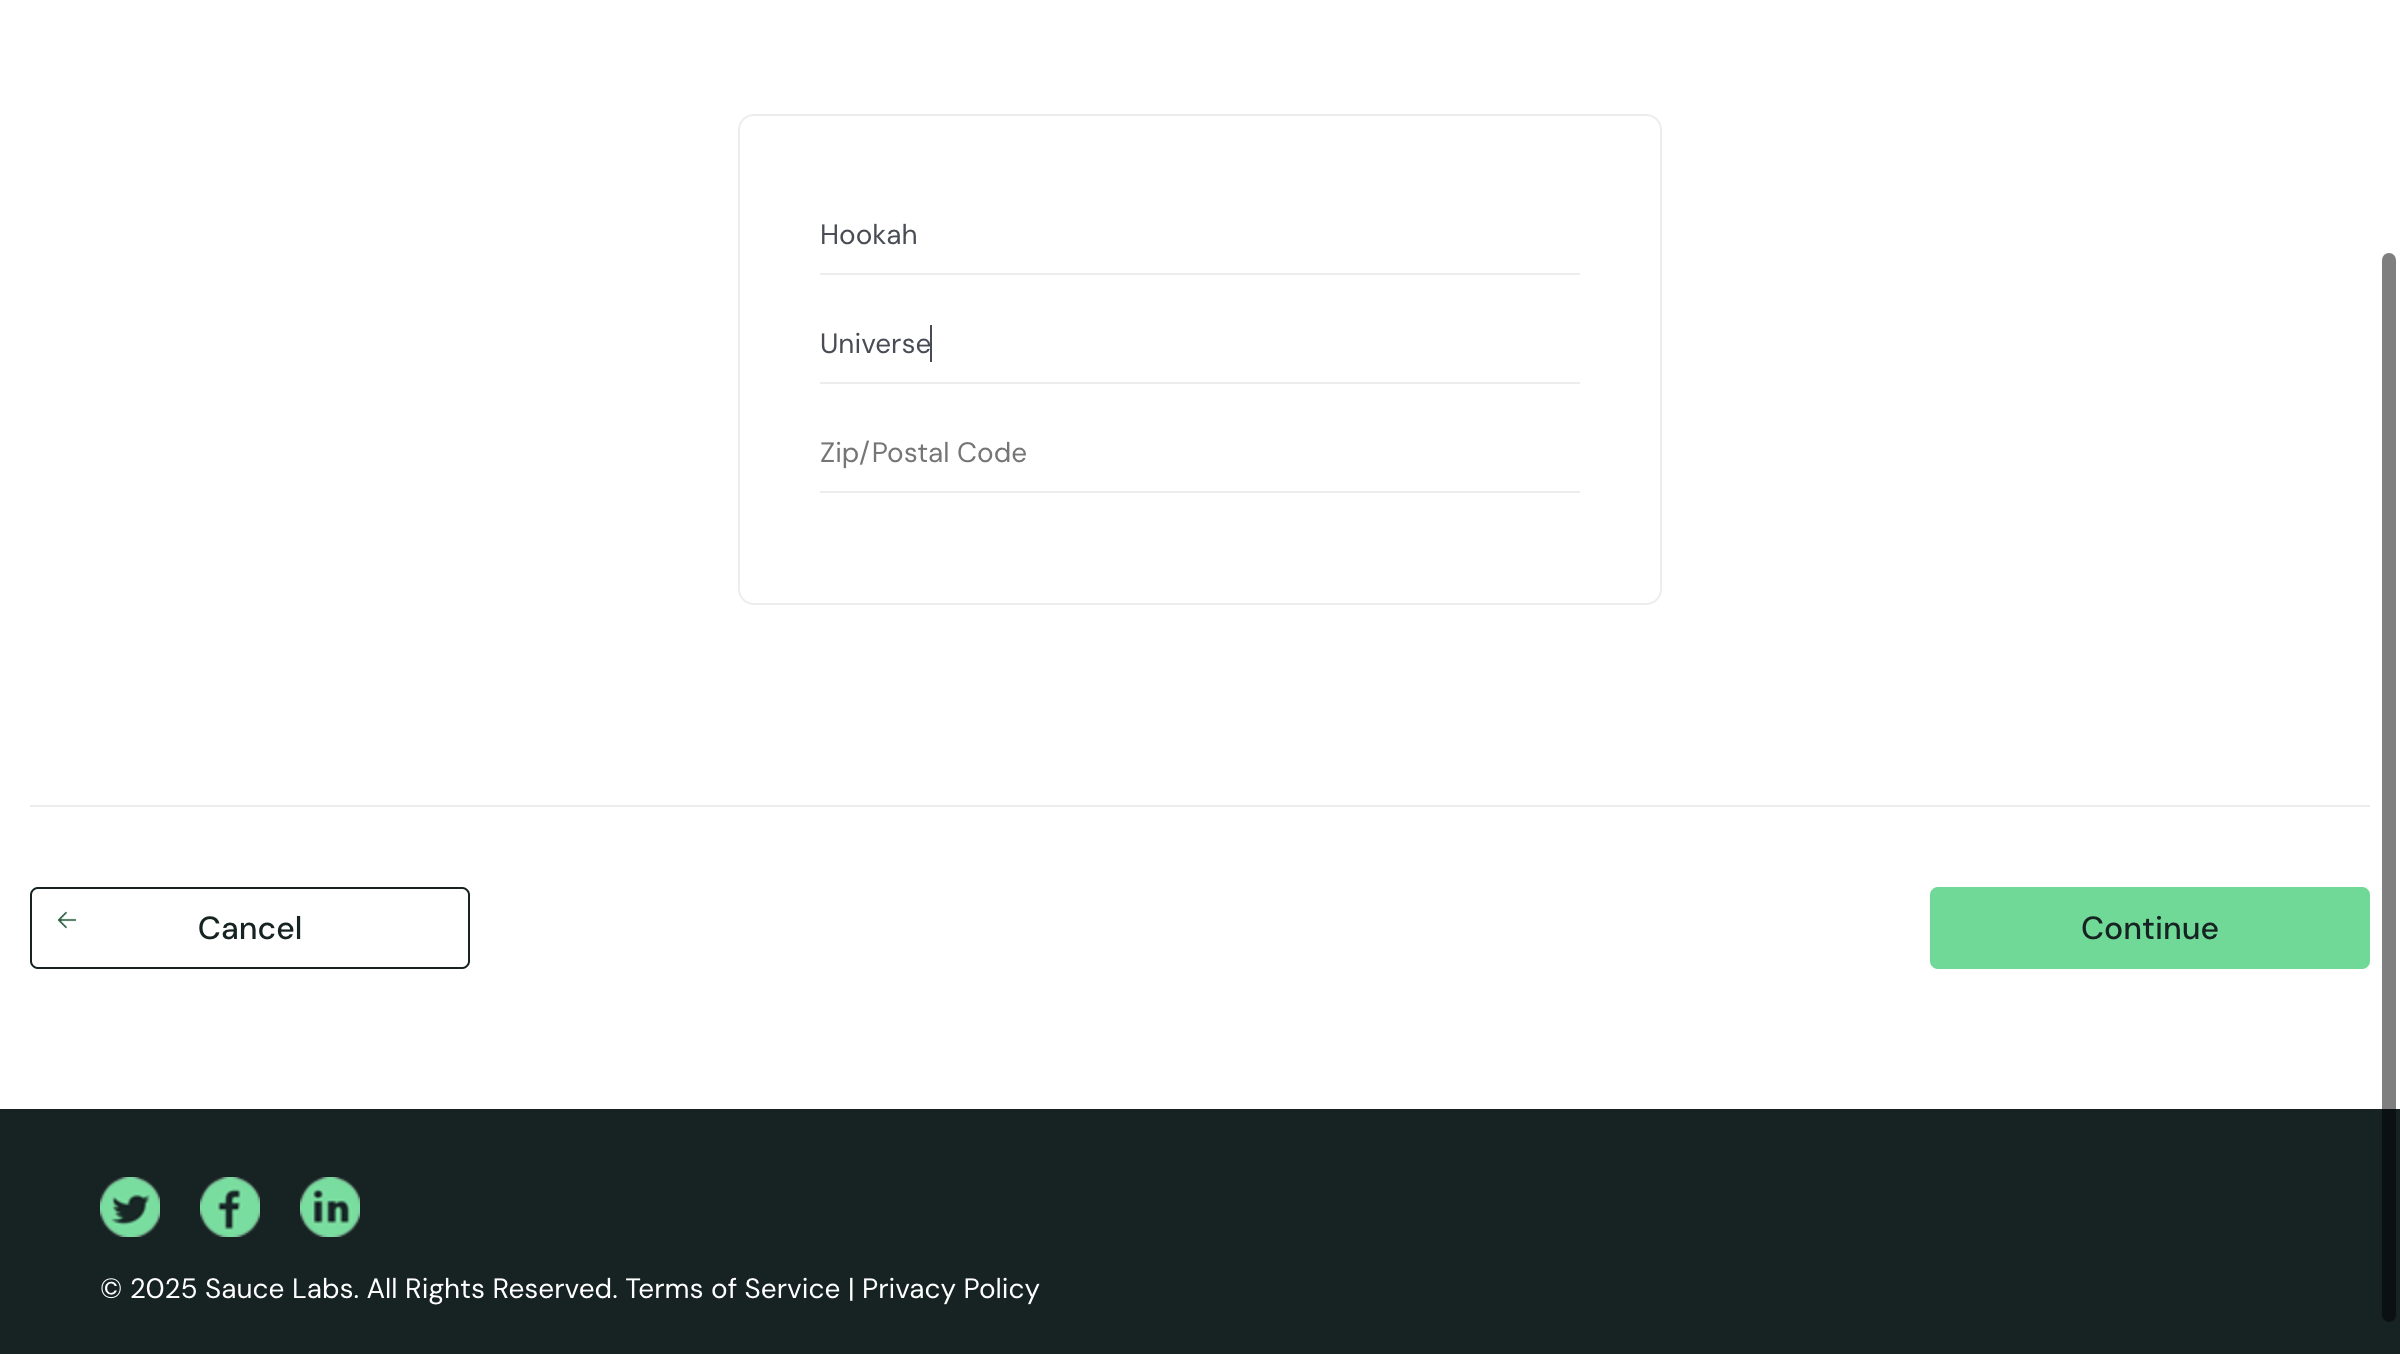 Hookah
Universe
Zip/Postal Code
Cancel
Continue
© 2025 Sauce Labs. All Rights Reserved. Terms of Service | Privacy Policy